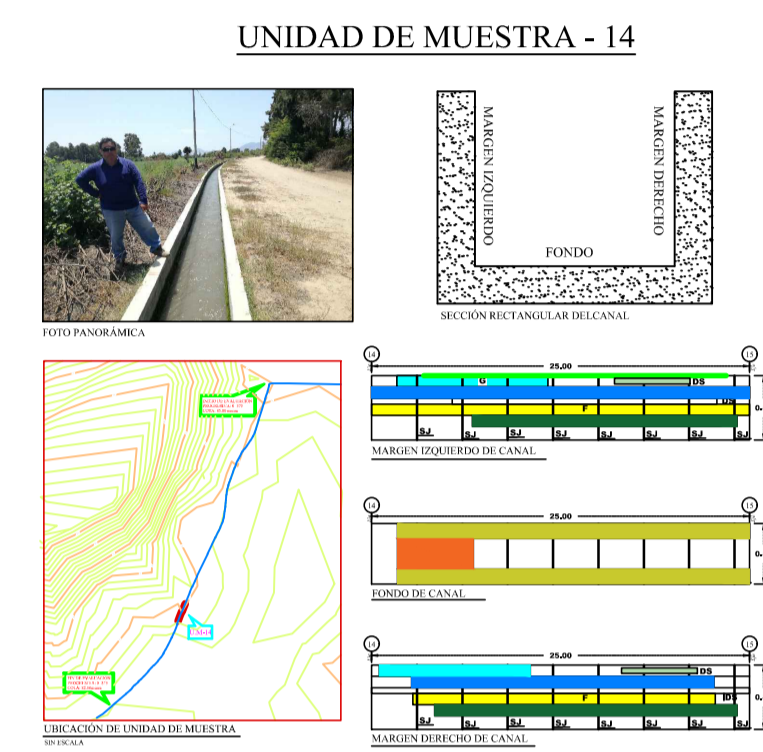 UNIDAD DE MUESTRA - 14
FOTO PANORÁMICA
MARGEN IZQUIERDO
MARGEN DERECHO
FONDO
SECCIÓN RECTANGULAR DELCANAL
U.M-14
UBICACIÓN DE UNIDAD DE MUESTRA
SIN ESCALA
14
15
25.00
G
DS
DS
F
SJ SJ SJ SJ SJ SJ SJ SJ
MARGEN IZQUIERDO DE CANAL
14
15
25.00
FONDO DE CANAL
14
15
25.00
DS
F
DS
SJ SJ SJ SJ SJ SJ SJ SJ
MARGEN DERECHO DE CANAL